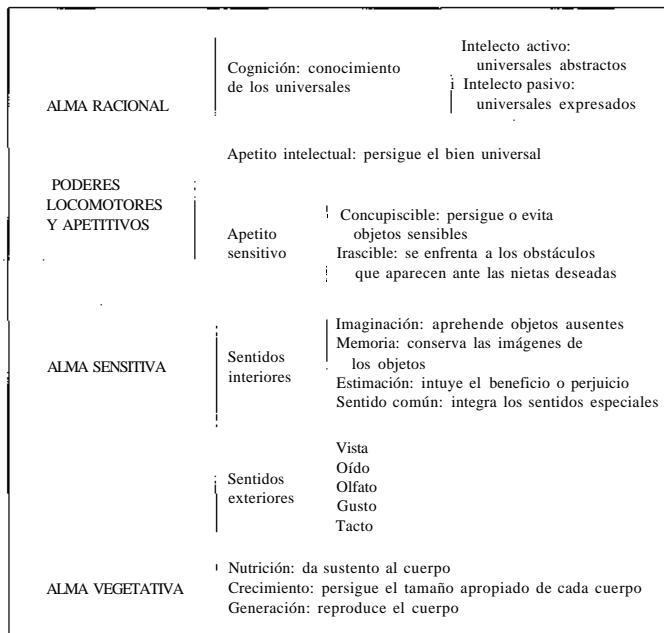 Cognición: conocimiento
de los universales
Intelecto activo:
universales abstractos
Intelecto pasivo:
universales expresados
ALMA RACIONAL
Apetito intelectual: persigue el bien universal
PODERES
LOCOMOTORES
Y APETITIVOS
Apetito
sensitivo
Concupiscible: persigue o evita
objetos sensibles
Irascible: se enfrenta a los obstáculos
que aparecen ante las nietas deseadas
ALMA SENSITIVA
Sentidos
interiores
Imaginación: aprehende objetos ausentes
Memoria: conserva las imágenes de
los objetos
Estimación: intuye el beneficio o perjuicio
Sentido común: integra los sentidos especiales
Sentidos
exteriores
Vista
Oído
Olfato
Gusto
Tacto
ALMA VEGETATIVA
Nutrición: da sustento al cuerpo
Crecimiento: persigue el tamaño apropiado de cada cuerpo
Generación: reproduce el cuerpo